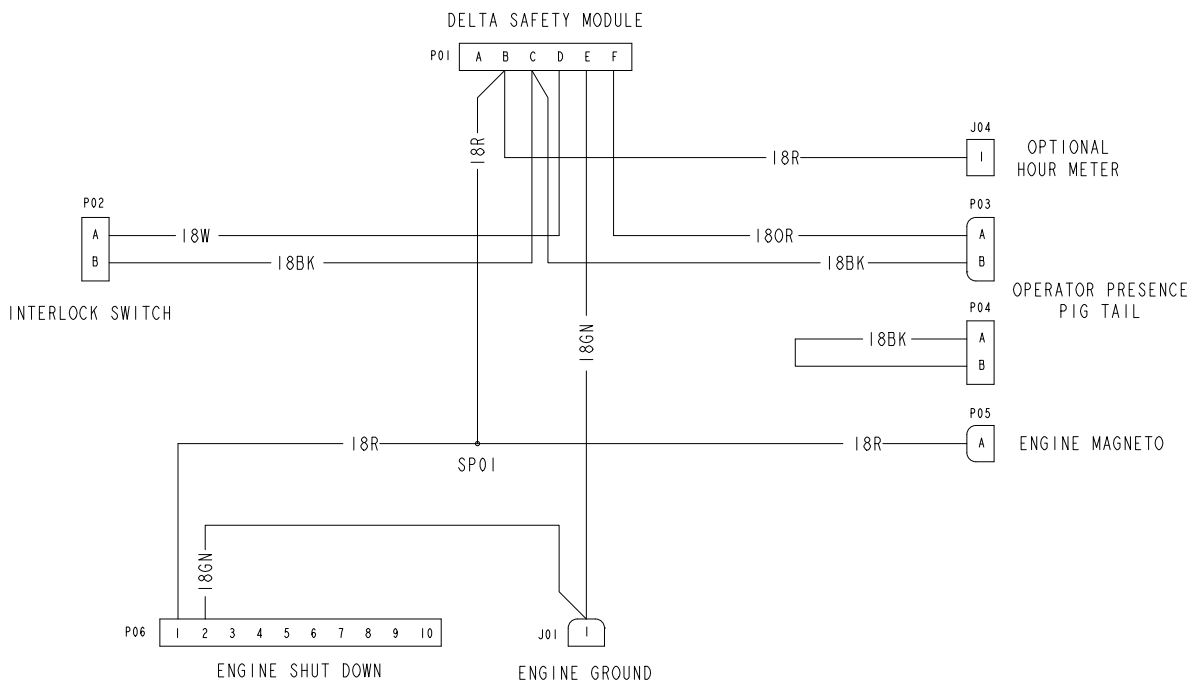 DELTA SAFETY MODULE
P01 A B C D E F
18R
J04
1
18R
OPTIONAL
HOUR METER
P02
A
B
18W
18BK
INTERLOCK SWITCH
P03
A
B
18OR
18BK
OPERATOR PRESENCE
PIG TAIL
P04
A
B
18BK
18GN
P05
A
ENGINE MAGNETO
18R
18R
SP01
18GN
P06 1 2 3 4 5 6 7 8 9 10
ENGINE SHUT DOWN
J01 1
ENGINE GROUND